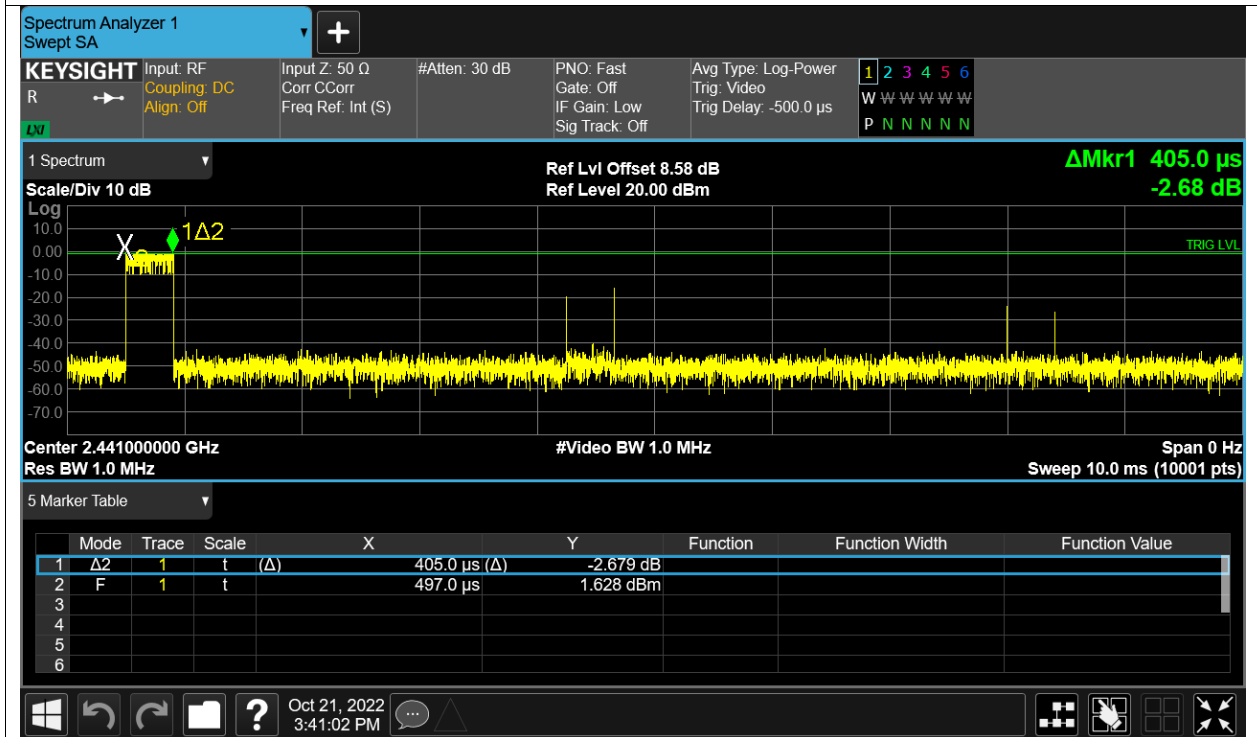 Spectrum Analyzer 1
Swept SA
KEYSIGHT
R
LXI
Input: RF
Coupling: DC
Align: Off
Input Z: 50 Ω
Corr CCorr
Freq Ref: Int (S)
#Atten: 30 dB
PNO: Fast
Gate: Off
IF Gain: Low
Sig Track: Off
Avg Type: Log-Power
Trig: Video
Trig Delay: -500.0 µs
1 2 3 4 5 6
W W W W W W
P N N N N N
1 Spectrum
Scale/Div 10 dB
Ref Lvl Offset 8.58 dB
Ref Level 20.00 dBm
ΔMkr1 405.0 µs
-2.68 dB
Log
10.0
0.00
-10.0
-20.0
-30.0
-40.0
-50.0
-60.0
-70.0
X
1Δ2
TRIG LVL
Center 2.441000000 GHz
Res BW 1.0 MHz
#Video BW 1.0 MHz
Span 0 Hz
Sweep 10.0 ms (10001 pts)
5 Marker Table
Mode Trace Scale X Y Function Function Width Function Value
1 Δ2 1 t (Δ) 405.0 µs (Δ) -2.679 dB
2 F 1 t 497.0 µs 1.628 dBm
3
4
5
6
?
Oct 21, 2022
3:41:02 PM